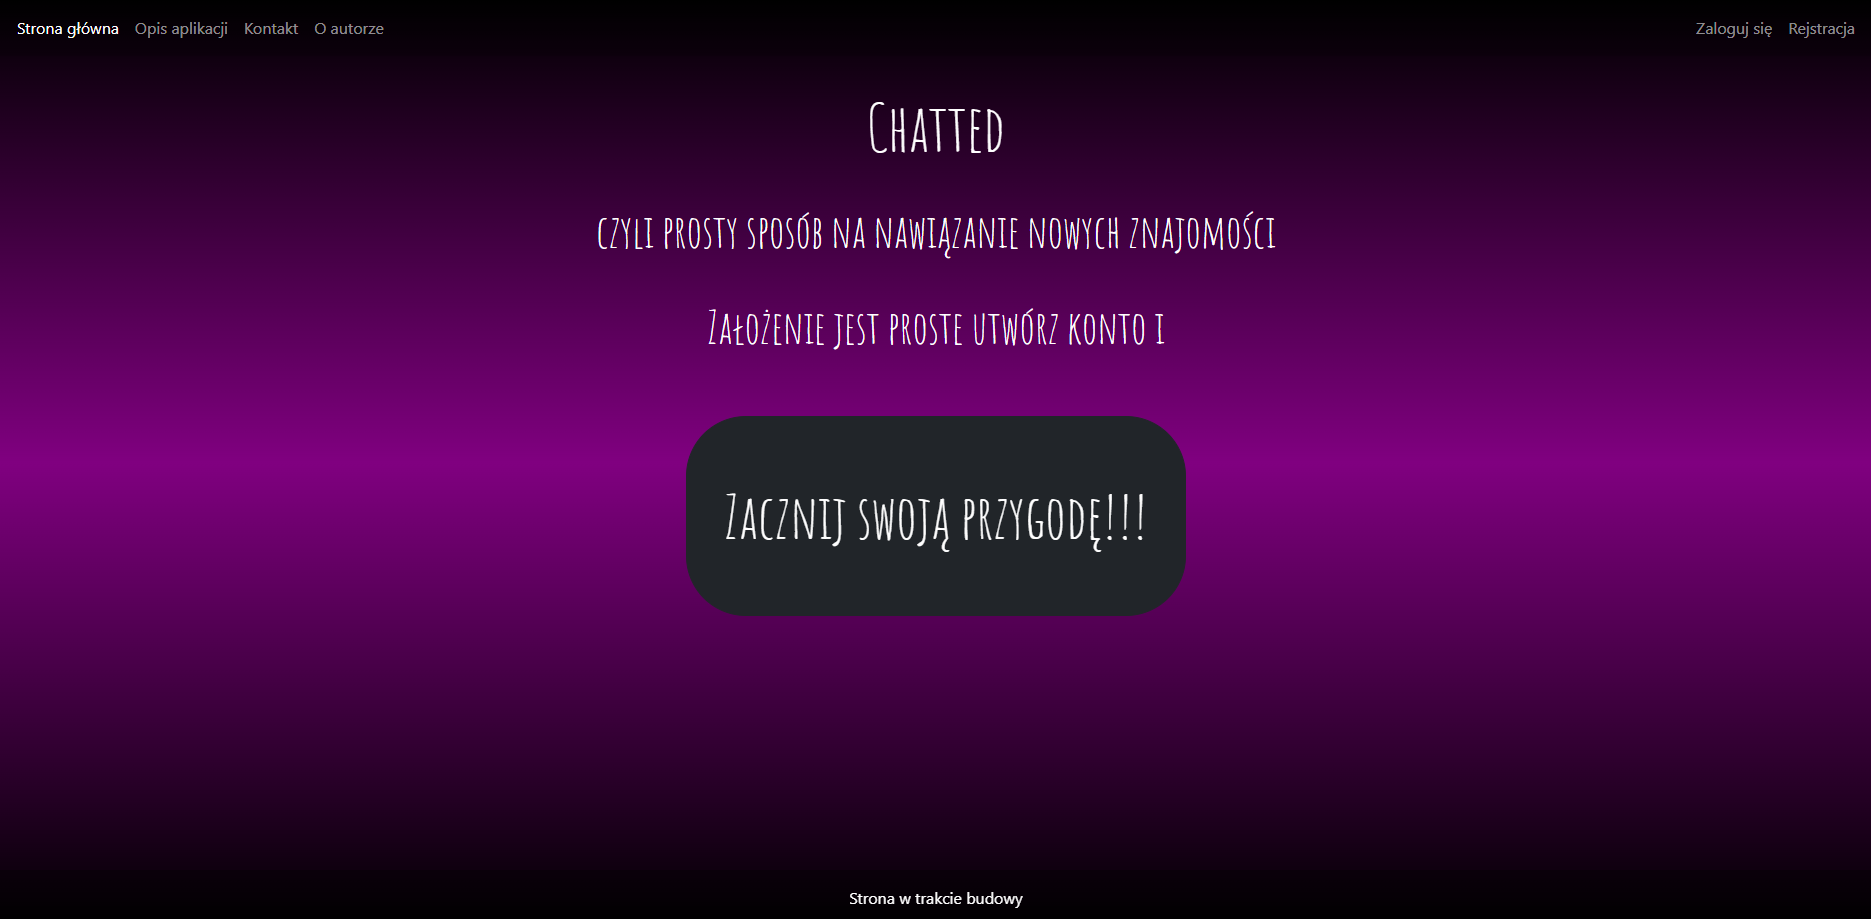 Strona główna Opis aplikacji Kontakt O autorze Zaloguj się Rejstracja
Chatted
czyli prosty sposób na nawiązanie nowych znajomości
Założenie jest proste utwórz konto i
Zacznij swoją przygodę!!!
Strona w trakcie budowy